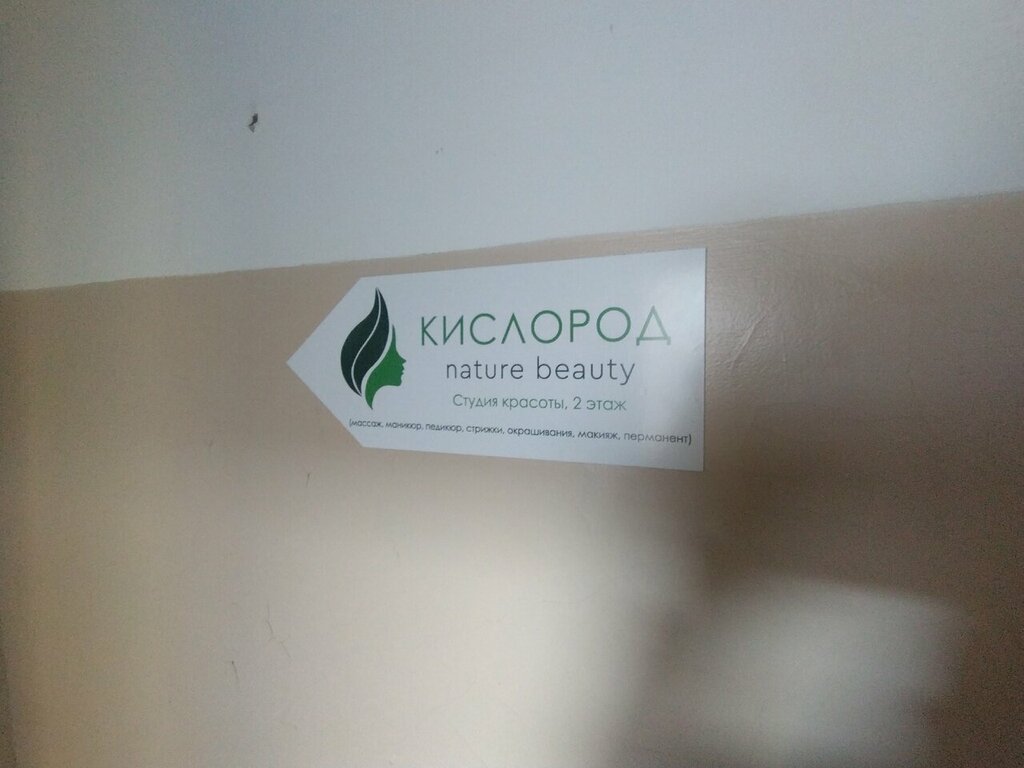 КИСЛОРОД
nature beauty
Студия красоты, 2 этаж
(массаж, маникюр, педикюр, стрижки, окрашивания, макияж, перманент)